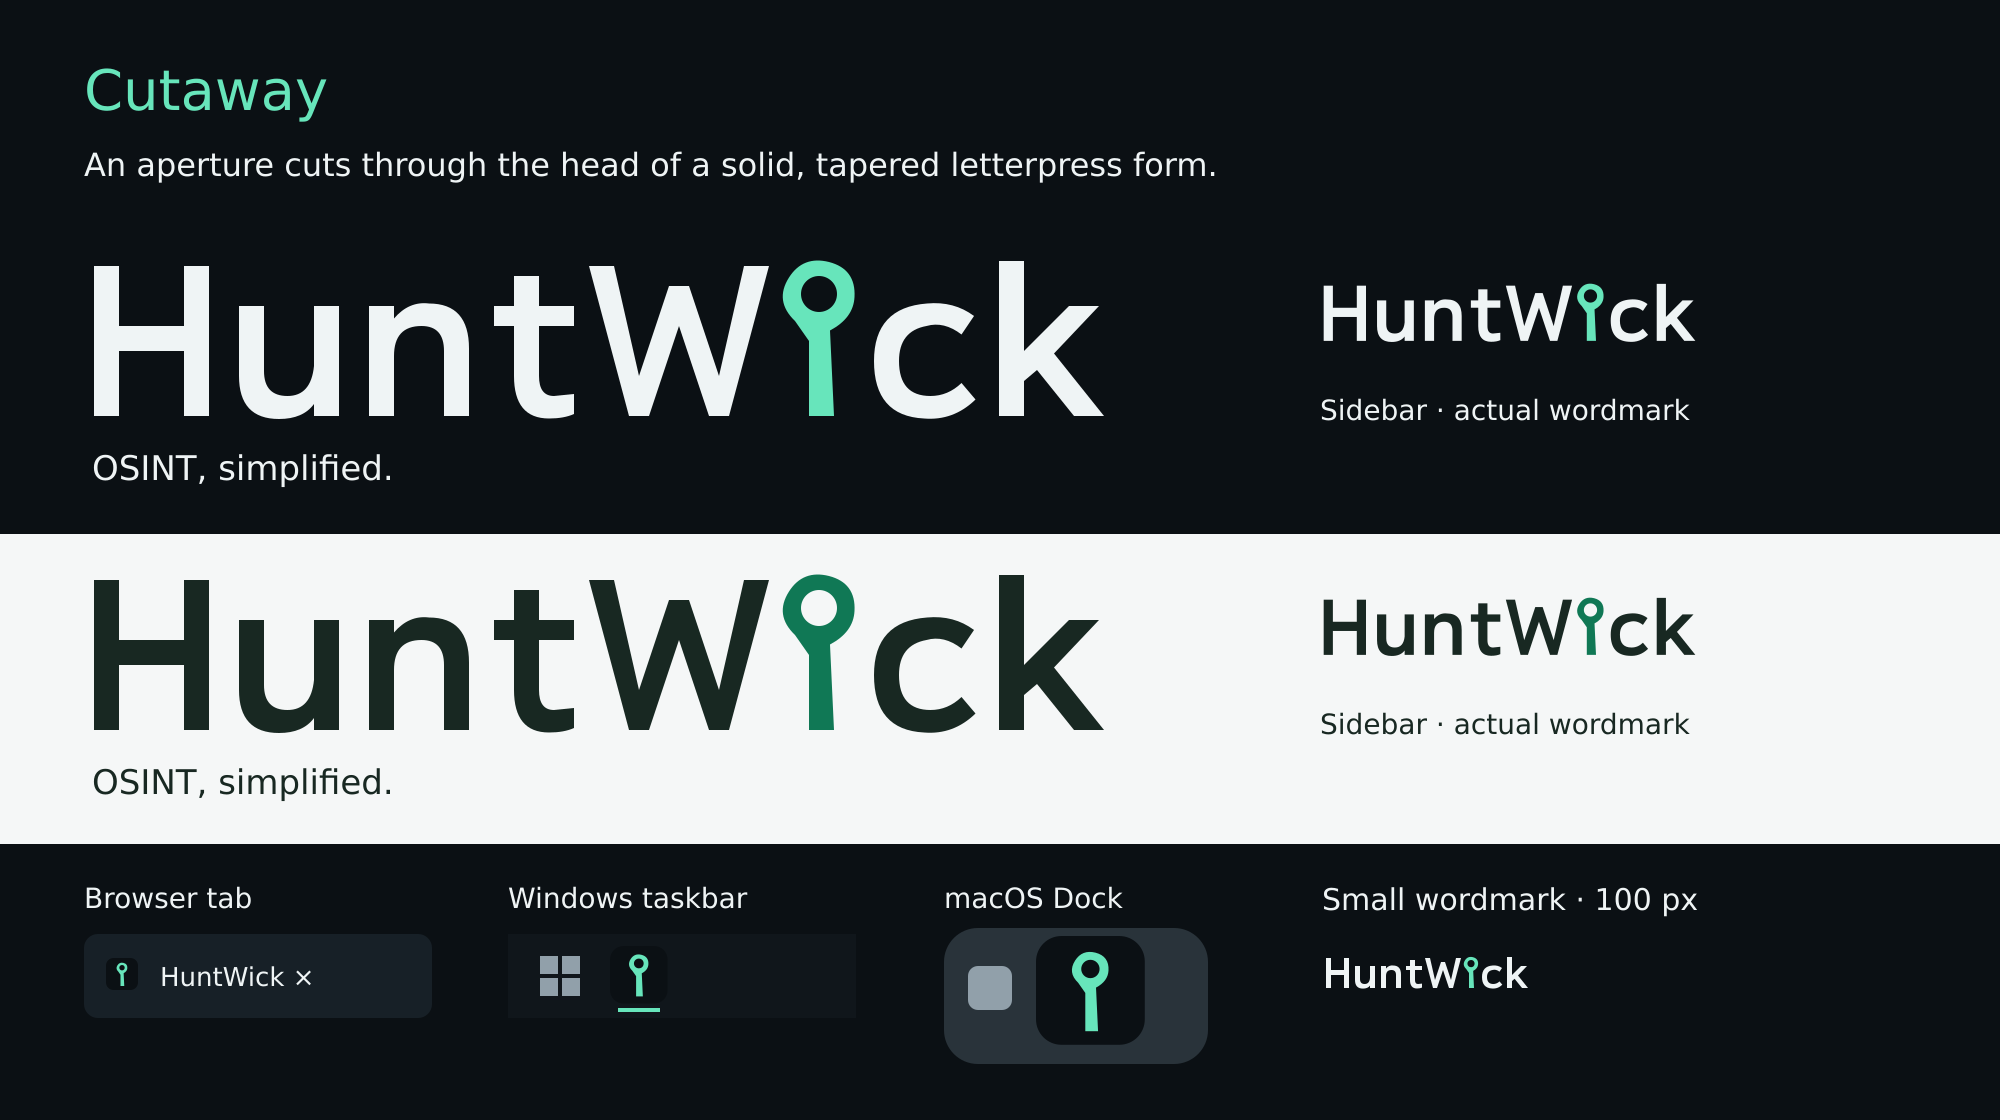 Cutaway
An aperture cuts through the head of a solid, tapered letterpress form.
HuntWick
HuntWick
Sidebar · actual wordmark
OSINT, simplified.
HuntWick
HuntWick
Sidebar · actual wordmark
OSINT, simplified.
Browser tab
Windows taskbar
macOS Dock
Small wordmark · 100 px
HuntWick ×
HuntWick